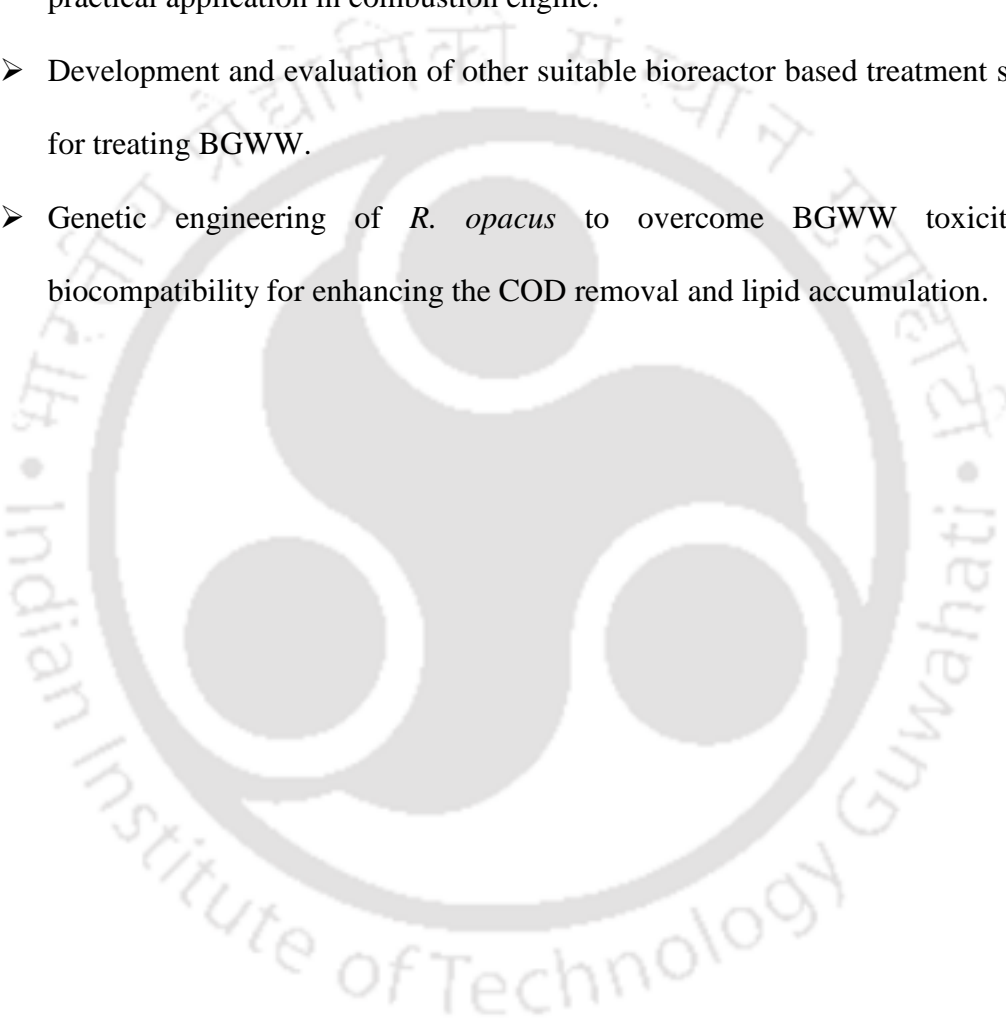 practical application in combustion engine.
➢ Development and evaluation of other suitable bioreactor based treatment
for treating BGWW.
➢ Genetic engineering of R. opacus to overcome BGWW
biocompatibility for enhancing the COD removal and lipid accumulation.
Indian Institute of Technology Guwahati